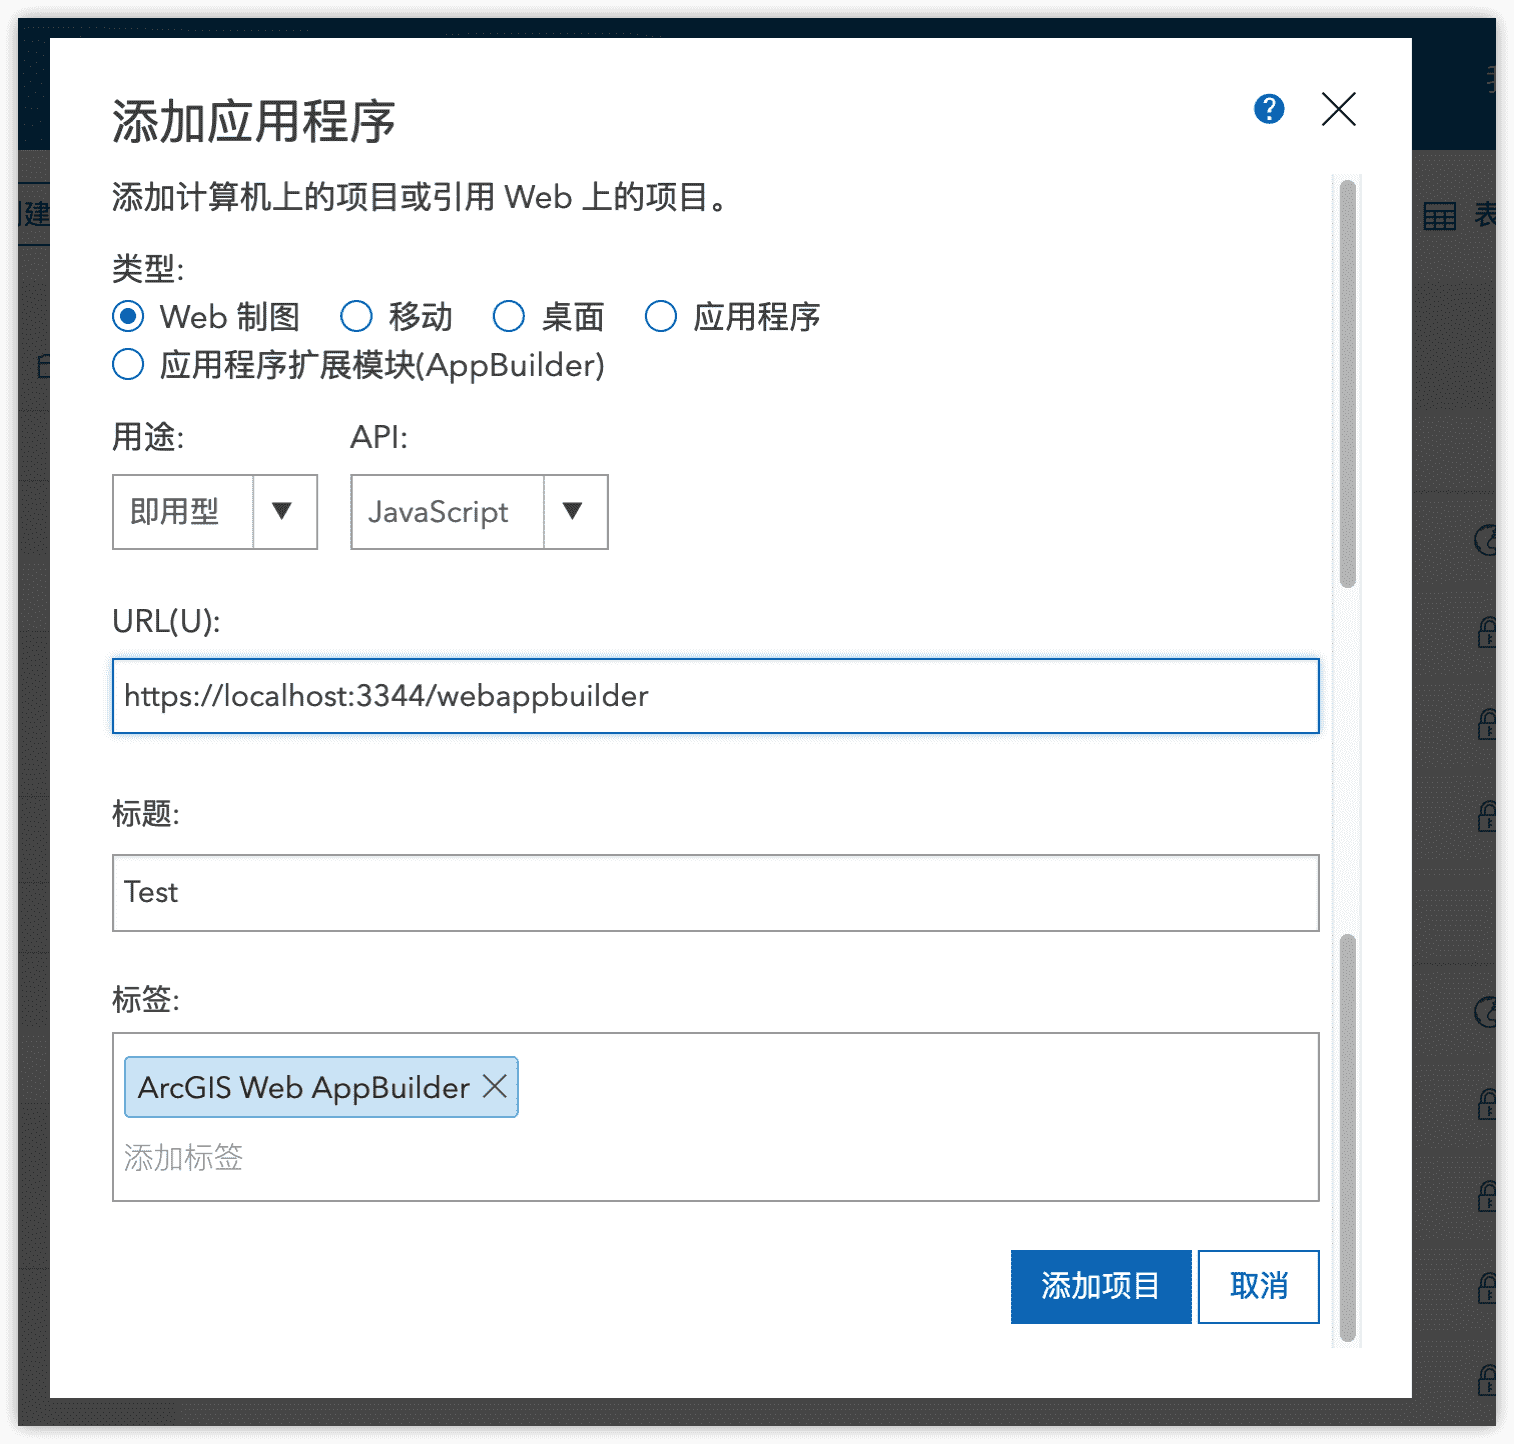 添加应用程序
添加计算机上的项目或引用 Web 上的项目。
类型:
Web 制图 移动 桌面 应用程序
应用程序扩展模块(AppBuilder)
用途: API:
即用型 JavaScript
URL(U):
https://localhost:3344/webappbuilder
标题:
Test
标签:
ArcGIS Web AppBuilder
添加标签
添加项目 取消
建
表